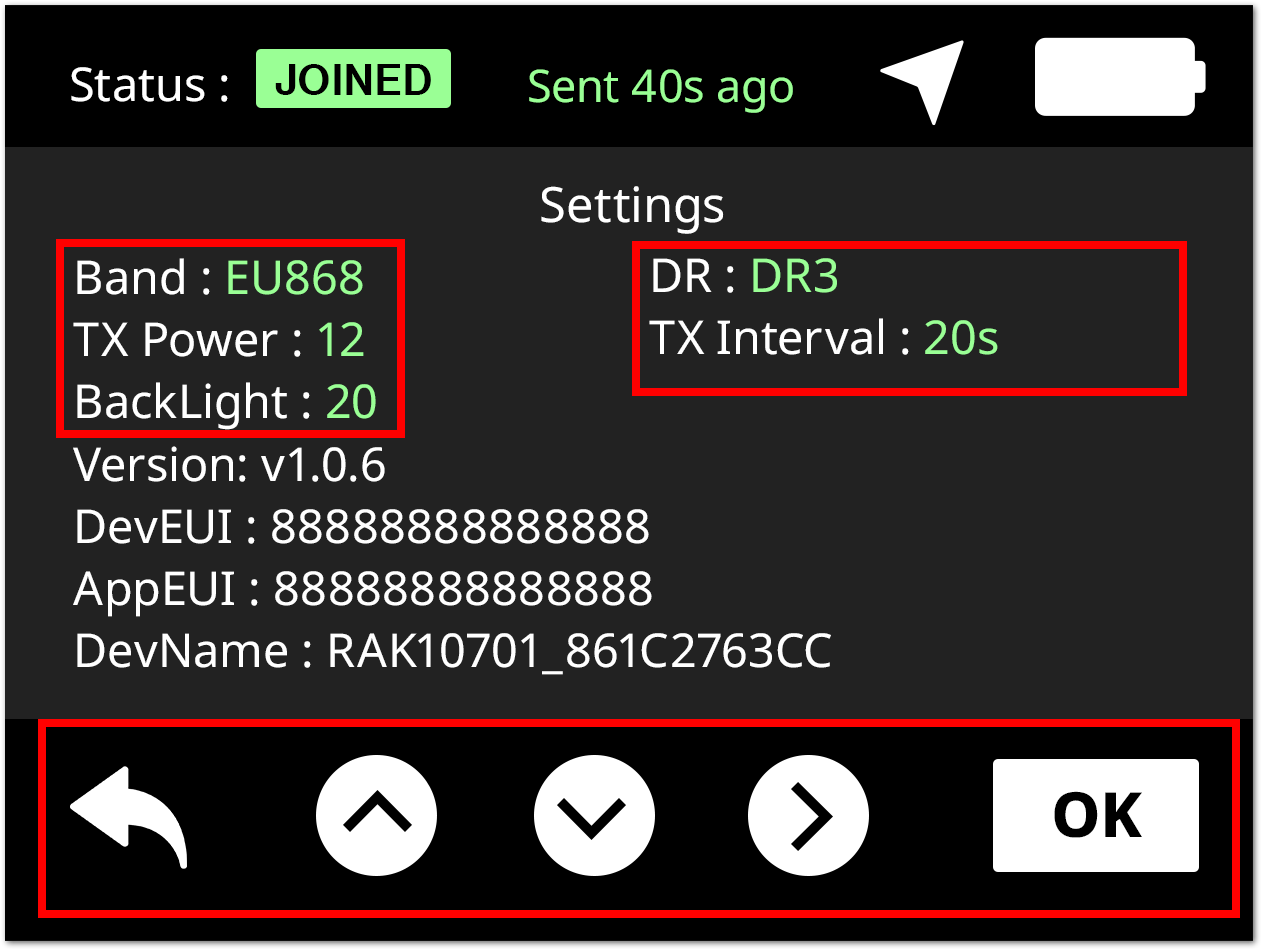 Status : JOINED Sent 40s ago
Settings
Band : EU868 DR : DR3
TX Power : 12 TX Interval : 20s
BackLight : 20
Version: v1.0.6
DevEUI : 88888888888888
AppEUI : 88888888888888
DevName : RAK10701_861C2763CC
OK